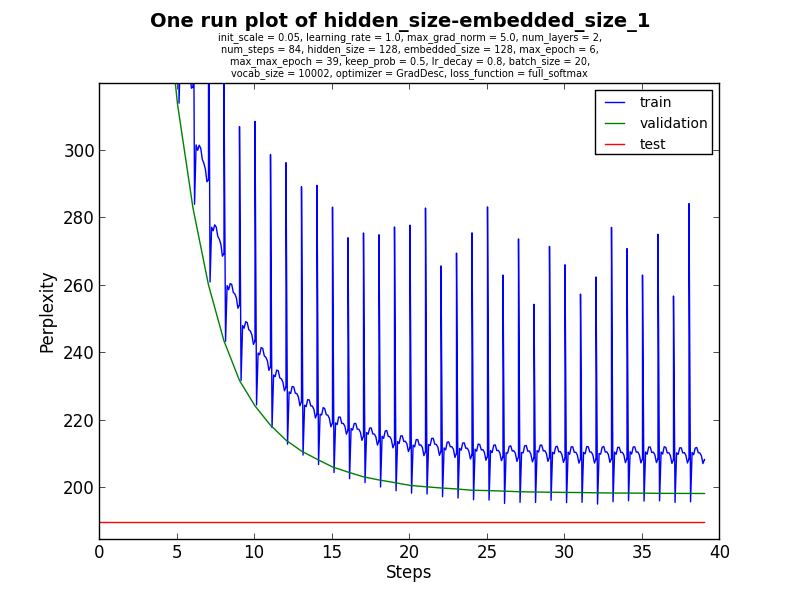 One run plot of hidden_size-embedded_size_1
init_scale = 0.05, learning_rate = 1.0, max_grad_norm = 5.0, num_layers = 2,
num_steps = 84, hidden_size = 128, embedded_size = 128, max_epoch = 6,
max_max_epoch = 39, keep_prob = 0.5, lr_decay = 0.8, batch_size = 20,
vocab_size = 10002, optimizer = GradDesc, loss_function = full_softmax
train
validation
test
300
280
260
240
220
200
Perplexity
0 5 10 15 20 25 30 35 40
Steps